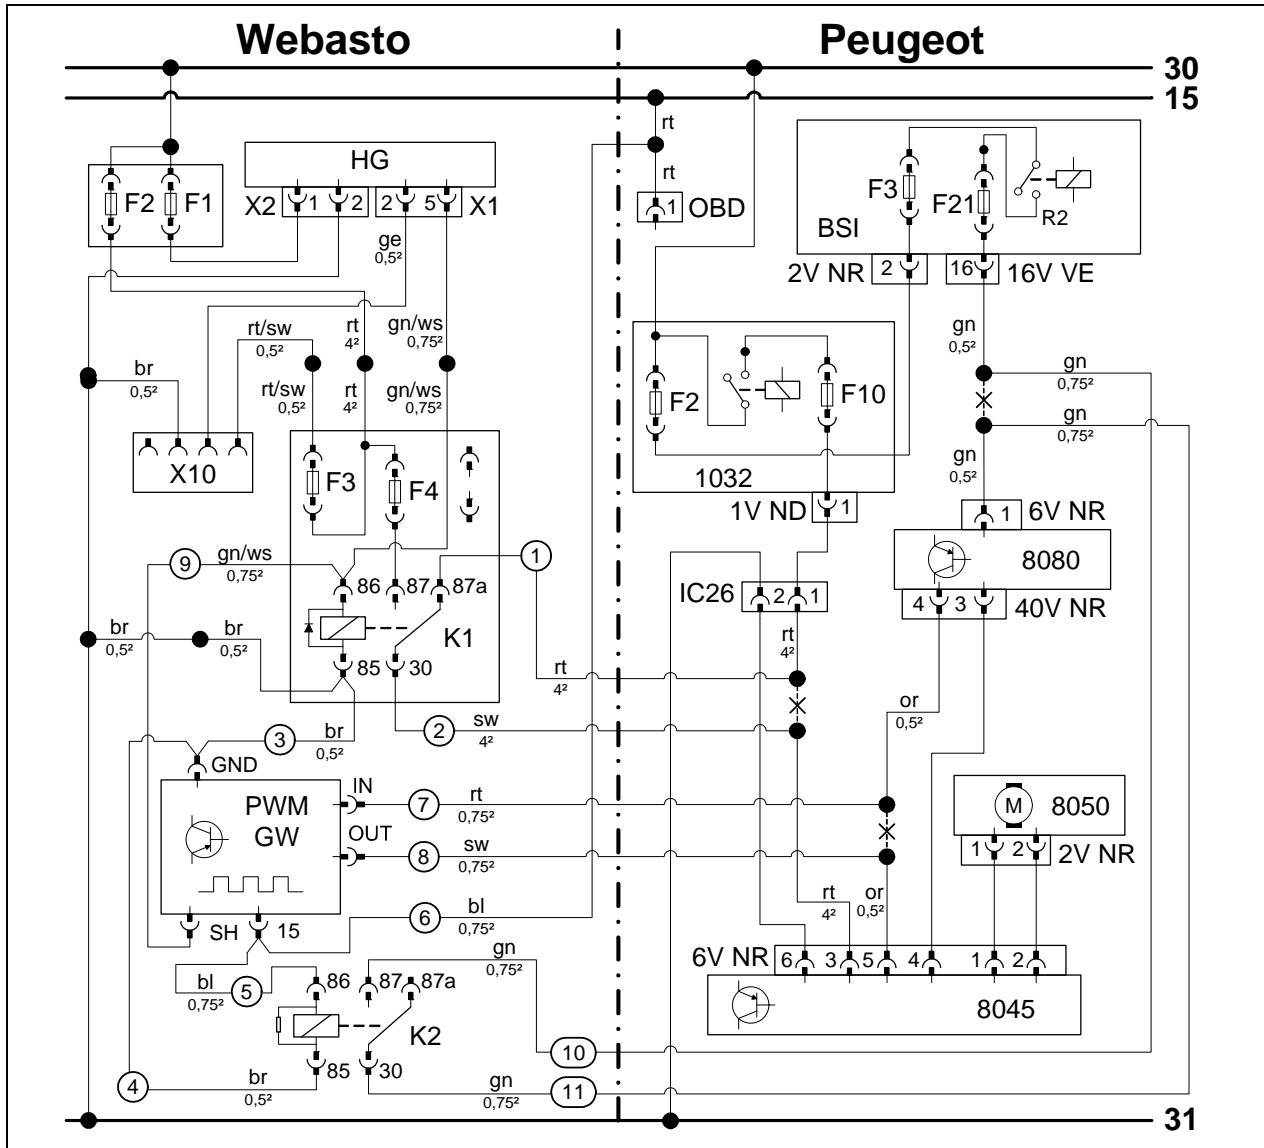 Webasto
Peugeot
30
15
rt
rt
HG
F2
F1
X2
1
2
2
5
X1
ge
0,5²
1
OBD
F3
F21
R2
BSI
2V NR
2
16
16V VE
rt/sw
0,5²
rt
4²
gn/ws
0,75²
gn
0,5²
br
0,5²
rt/sw
0,5²
rt
4²
gn/ws
0,75²
gn
0,75²
gn
0,75²
gn
0,5²
X10
F2
F10
1032
1V ND
1
F3
F4
1
6V NR
8080
4
3
40V NR
9
gn/ws
0,75²
86
87
87a
1
IC26
2
1
rt
4²
br
0,5²
br
0,5²
K1
85
30
rt
4²
or
0,5²
3
br
0,5²
2
sw
4²
GND
IN
PWM
GW
OUT
7
rt
0,75²
8
sw
0,75²
M
8050
1
2
2V NR
SH
15
6
bl
0,75²
rt
4²
or
0,5²
gn
0,75²
6V NR
6
3
5
4
1
2
8045
bl
0,75²
5
86
87
87a
K2
85
30
10
4
br
0,5²
gn
0,75²
11
31